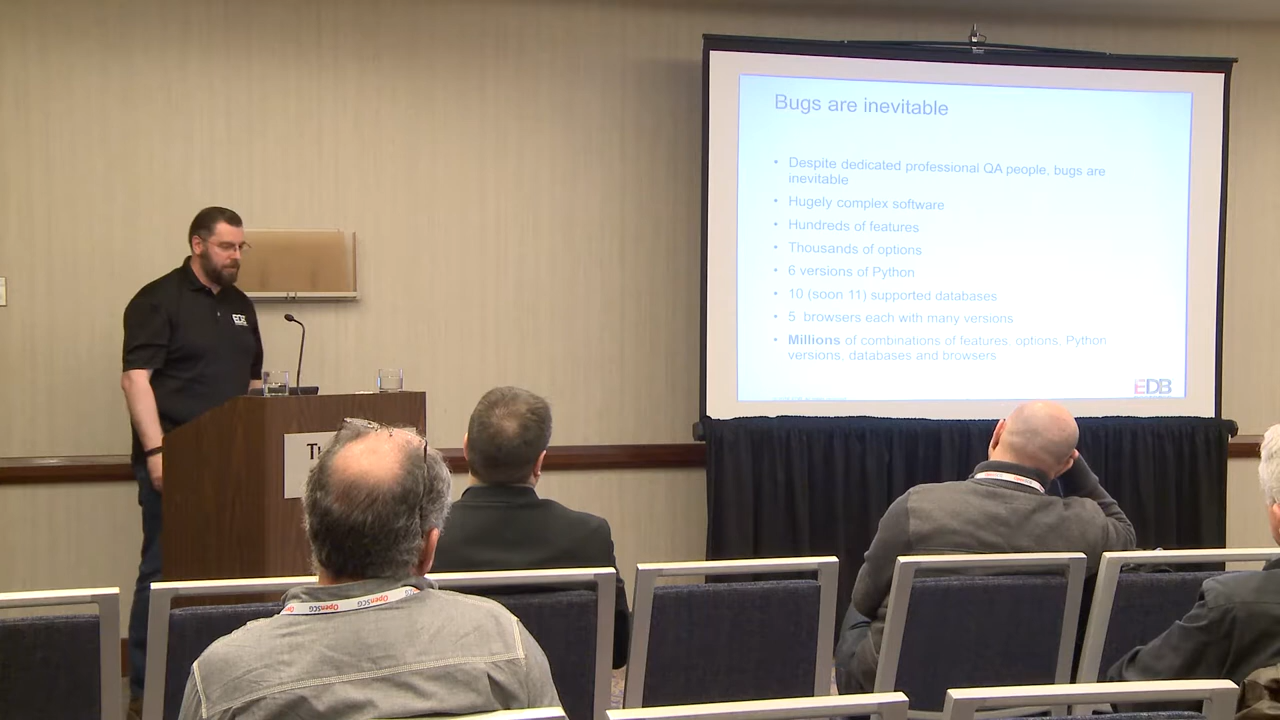 Bugs are inevitable
• Despite dedicated professional QA people, bugs are
inevitable
• Hugely complex software
• Hundreds of features
• Thousands of options
• 6 versions of Python
• 10 (soon 11) supported databases
• 5 browsers each with many versions
• Millions of combinations of features, options, Python
versions, databases and browsers
EDB
EDB
OpenSCG
OpenSCG